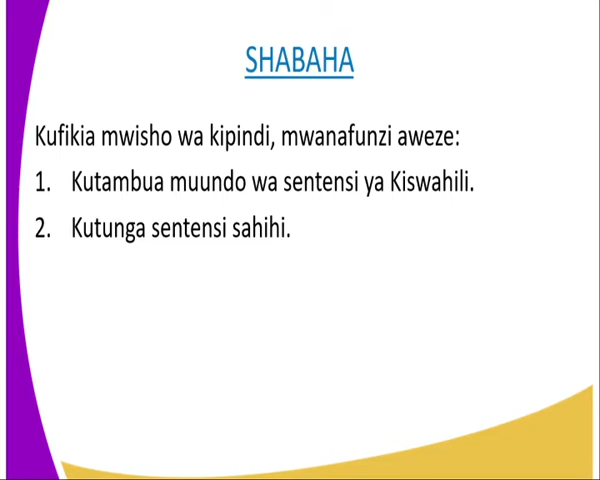 SHABAHA
Kufikia mwisho wa kipindi, mwanafunzi aweze:
1. Kutambua muundo wa sentensi ya Kiswahili.
2. Kutunga sentensi sahihi.